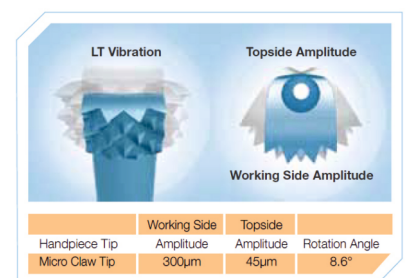 LT Vibration
Topside Amplitude
Working Side Amplitude
Working Side Topside
Handpiece Tip Amplitude Amplitude Rotation Angle
Micro Claw Tip 300µm 45µm 8.6°